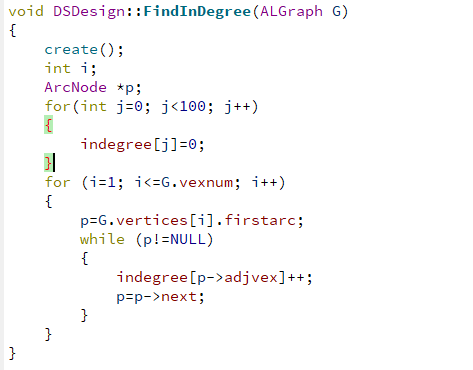 void DSDesign::FindInDegree(ALGraph G)
{
    create();
    int i;
    ArcNode *p;
    for(int j=0; j<100; j++)
    {
        indegree[j]=0;
    }
    for (i=1; i<=G.vexnum; i++)
    {
        p=G.vertices[i].firstarc;
        while (p!=NULL)
        {
            indegree[p->adjvex]++;
            p=p->next;
        }
    }
}